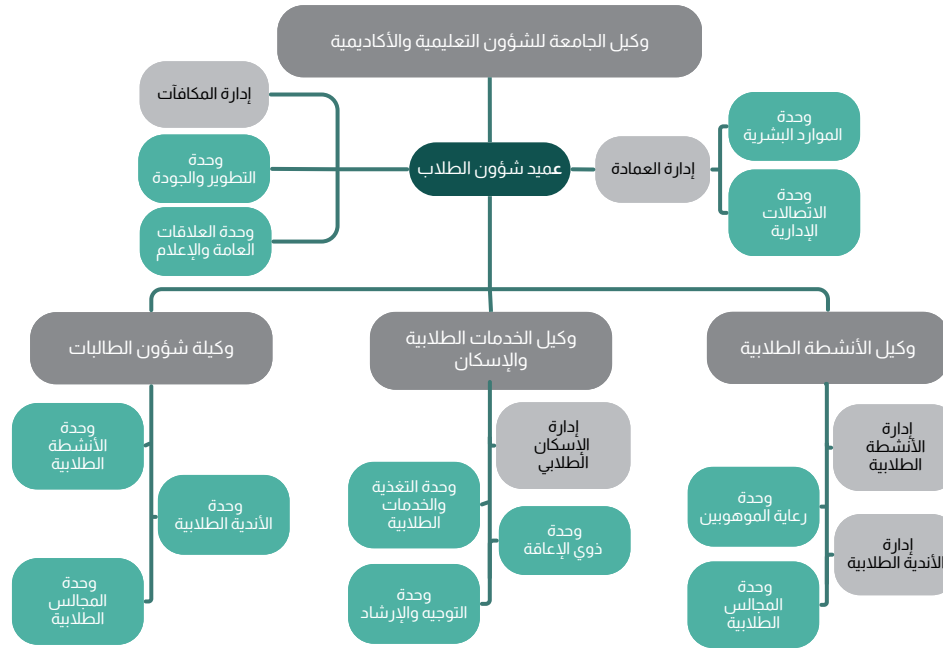 وكيل الجامعة للشؤون التعليمية والأكاديمية
إدارة المكافآت
وحدة
الموارد البشرية
عميد شؤون الطلاب
إدارة العمادة
وحدة
التطوير والجودة
وحدة
الاتصالات
الإدارية
وحدة العلاقات
العامة والإعلام
وكيل الأنشطة الطلابية
وكيل الخدمات الطلابية
والإسكان
وكيلة شؤون الطالبات
إدارة
الأنشطة
الطلابية
وحدة
رعاية الموهوبين
إدارة
الأندية الطلابية
وحدة
المجالس
الطلابية
إدارة
الإسكان
الطلابي
وحدة التغذية
والخدمات
الطلابية
وحدة
ذوي الإعاقة
وحدة
التوجيه والإرشاد
وحدة
الأنشطة
الطلابية
وحدة
الأندية الطلابية
وحدة
المجالس
الطلابية